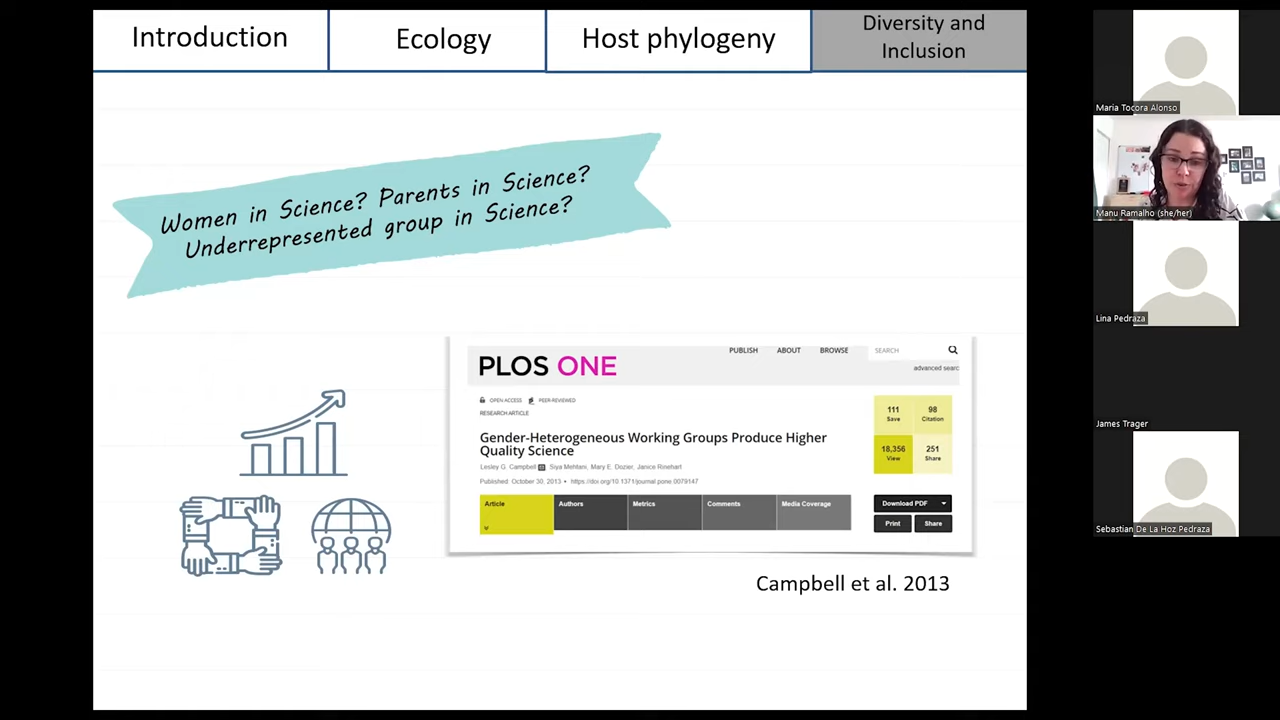 Introduction
Ecology
Host phylogeny
Diversity and
Inclusion
Women in Science? Parents in Science?
Underrepresented group in Science?
PLOS ONE
PUBLISH
ABOUT
BROWSE
SEARCH
advanced searc
OPEN ACCESS
PEER-REVIEWED
RESEARCH ARTICLE
Gender-Heterogeneous Working Groups Produce Higher
Quality Science
Lesley G. Campbell Siya Mehtani, Mary E. Dozier, Janice Rinehart
Published: October 30, 2013 • https://doi.org/10.1371/journal.pone.0079147
111
Save
98
Citation
18,356
View
251
Share
Article
Authors
Metrics
Comments
Media Coverage
Download PDF
Print
Share
Campbell et al. 2013
Maria Tocora Alonso
Manu Ramalho (she/her)
Lina Pedraza
James Trager
Sebastian De La Hoz Pedraza